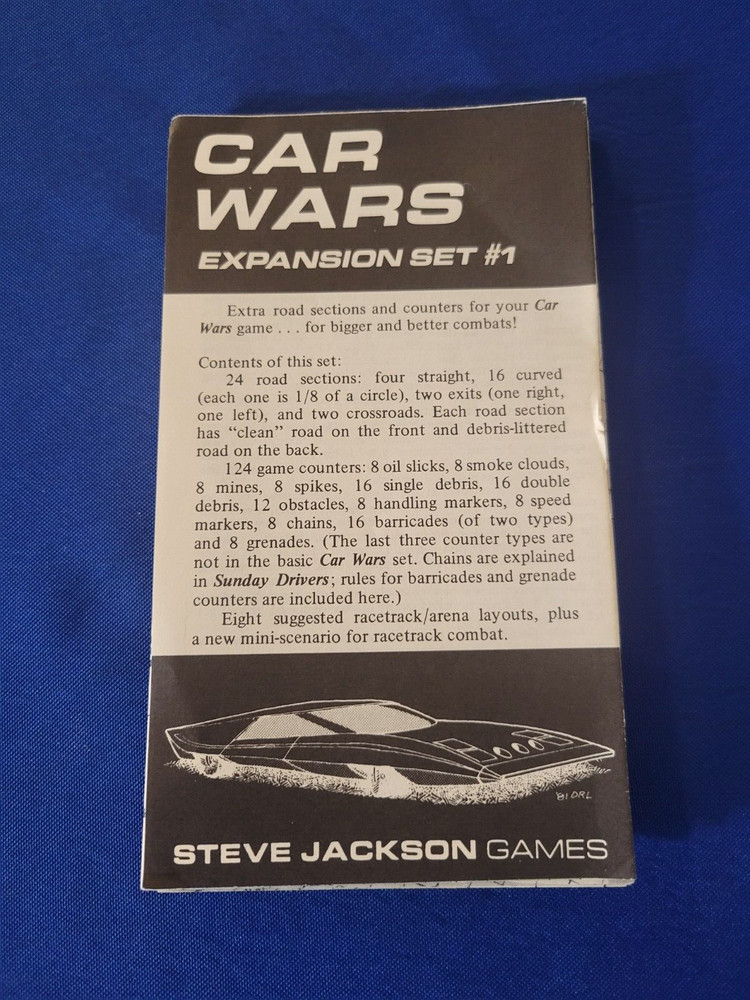 CAR
WARS
EXPANSION SET #1
Extra road sections and counters for your Car
Wars game . . . for bigger and better combats!
Contents of this set:
24 road sections: four straight, 16 curved
(each one is 1/8 of a circle), two exits (one right,
one left), and two crossroads. Each road section
has “clean” road on the front and debris-littered
road on the back.
124 game counters: 8 oil slicks, 8 smoke clouds,
8 mines, 8 spikes, 16 single debris, 16 double
debris, 12 obstacles, 8 handling markers, 8 speed
markers, 8 chains, 16 barricades (of two types)
and 8 grenades. (The last three counter types are
not in the basic Car Wars set. Chains are explained
in Sunday Drivers; rules for barricades and grenade
counters are included here.)
Eight suggested racetrack/arena layouts, plus
a new mini-scenario for racetrack combat.
'81 DRL
STEVE JACKSON GAMES